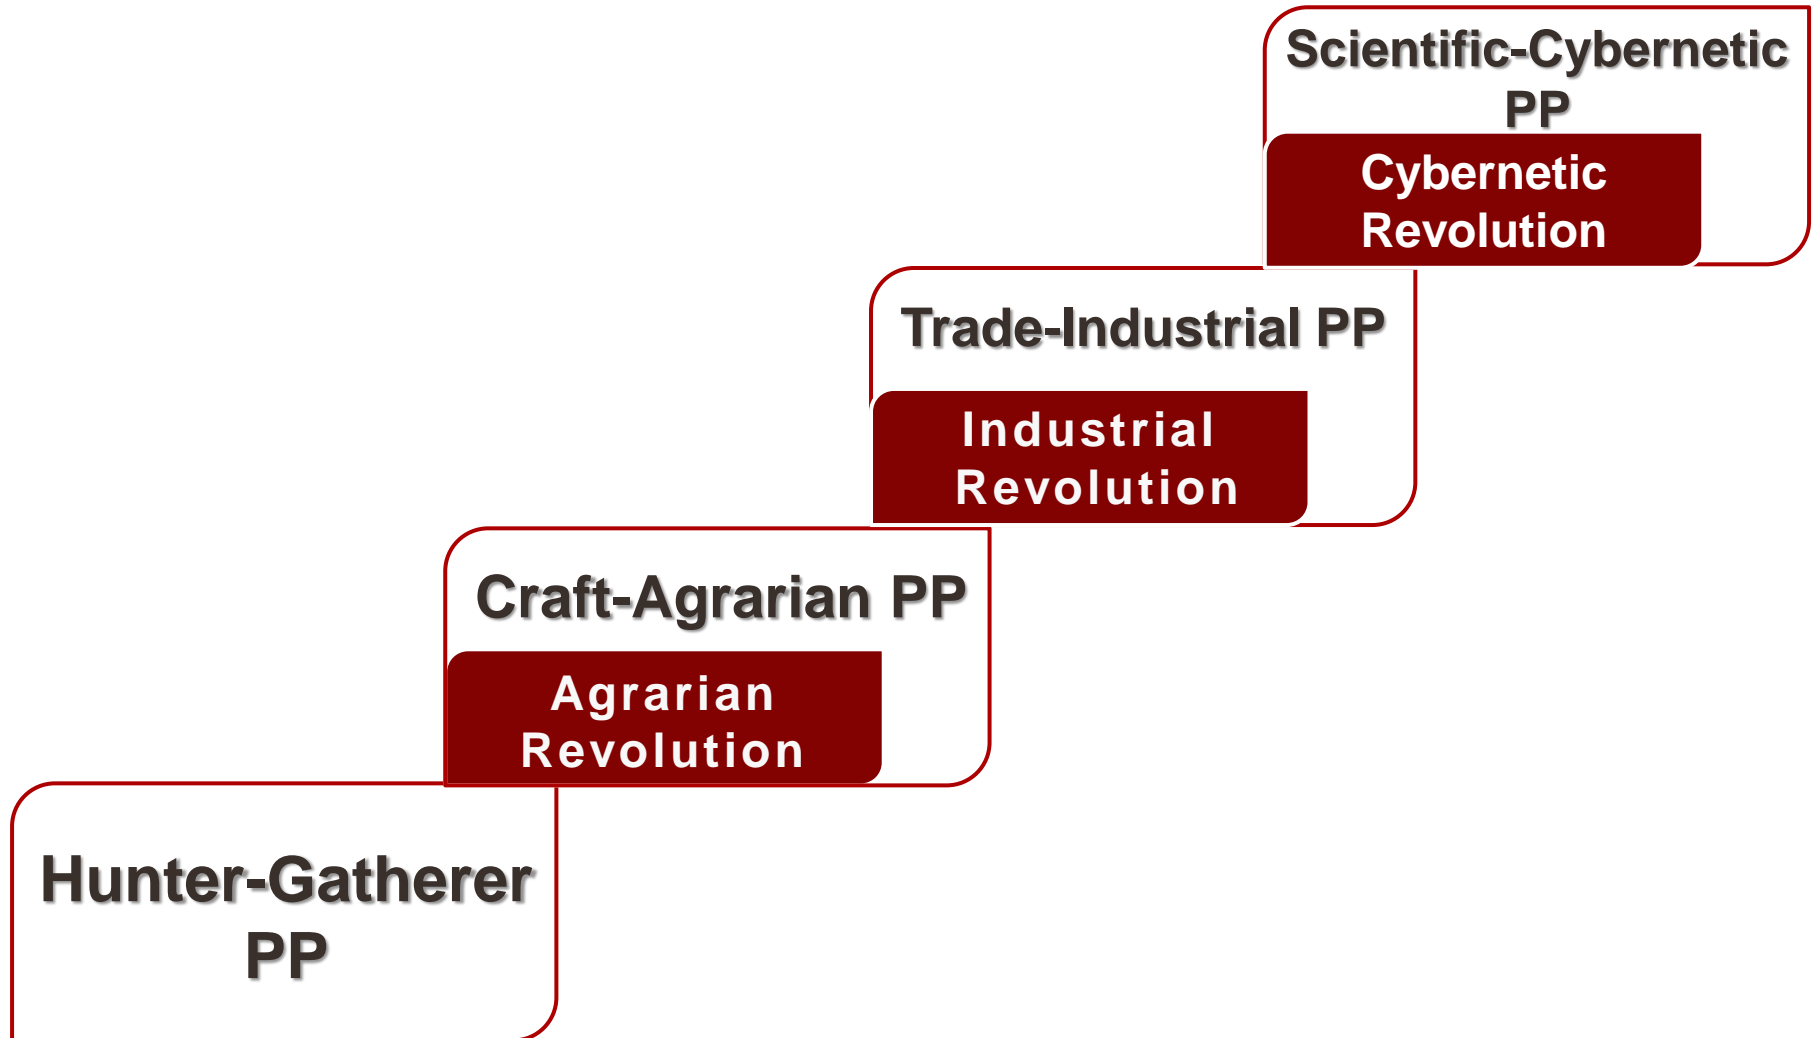 Scientific-Cybernetic
PP
Cybernetic
Revolution
Trade-Industrial PP
Industrial
Revolution
Craft-Agrarian PP
Agrarian
Revolution
Hunter-Gatherer
PP